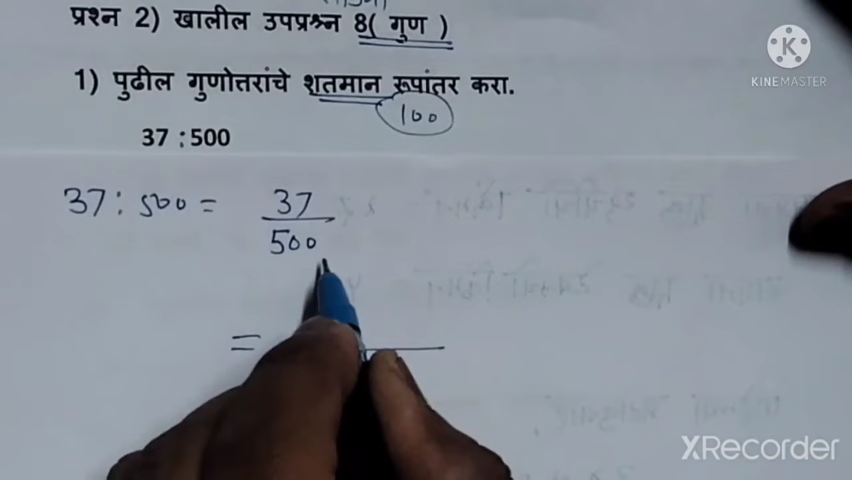 प्रश्न 2) खालील उपप्रश्न 8( गुण )
KINEMASTER
1) पुढील गुणोत्तरांचे शतमान रूपांतर करा.
100
37 : 500
37 : 500 = 37
500
=
XRecorder